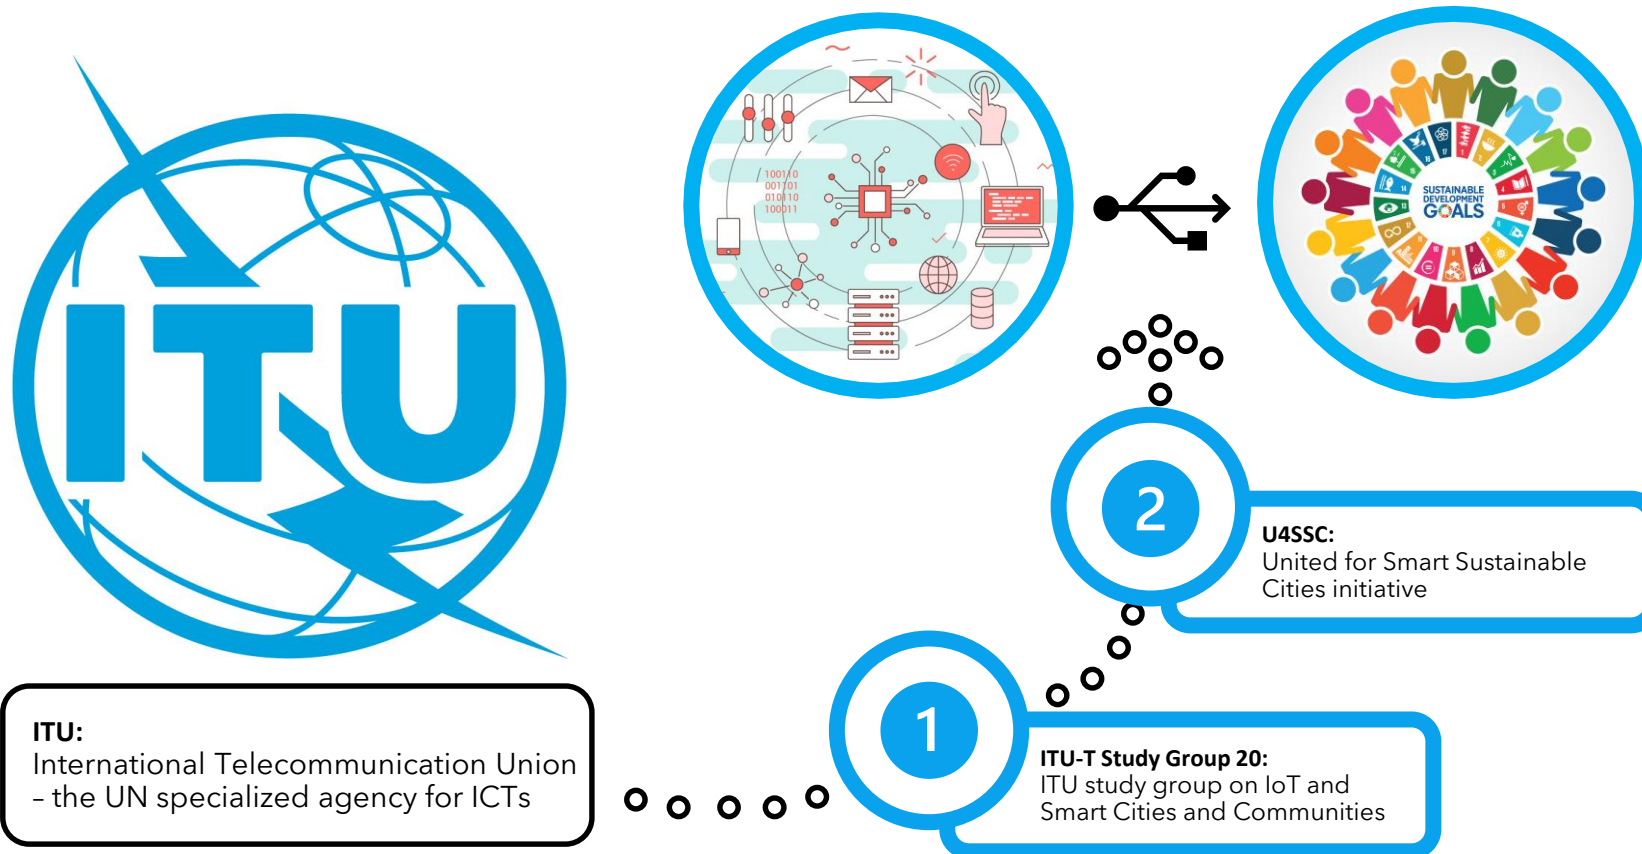 ITU
100110
001101
010110
100011
SUSTAINABLE
DEVELOPMENT
GOALS
2
U4SSC:
United for Smart Sustainable
Cities initiative
1
ITU-T Study Group 20:
ITU study group on IoT and
Smart Cities and Communities
ITU:
International Telecommunication Union
– the UN specialized agency for ICTs